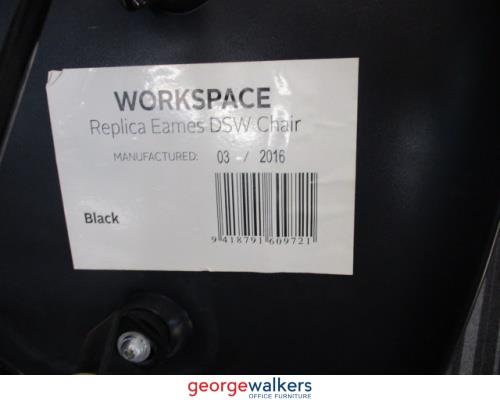 WORKSPACE
Replica Eames DSW Chair
MANUFACTURED: 03 / 2016
Black
9 418791 609721
georgewalkers
OFFICE FURNITURE